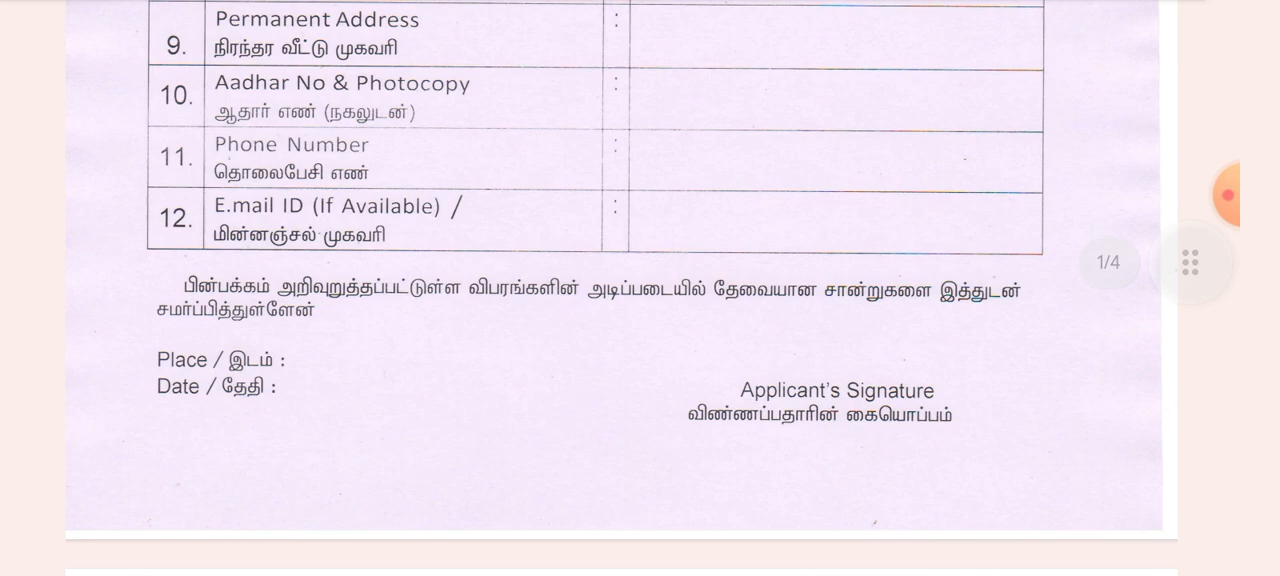 Permanent Address :
9. நிரந்தர வீட்டு முகவரி
10. Aadhar No & Photocopy :
ஆதார் எண் (நகலுடன்)
11. Phone Number :
தொலைபேசி எண்
12. E.mail ID (If Available) / :
மின்னஞ்சல் முகவரி
பின்பக்கம் அறிவுறுத்தப்பட்டுள்ள விபரங்களின் அடிப்படையில் தேவையான சான்றுகளை இத்துடன்
சமர்ப்பித்துள்ளேன்
Place / இடம் :
Date / தேதி :
Applicant's Signature
விண்ணப்பதாரின் கையொப்பம்
1/4